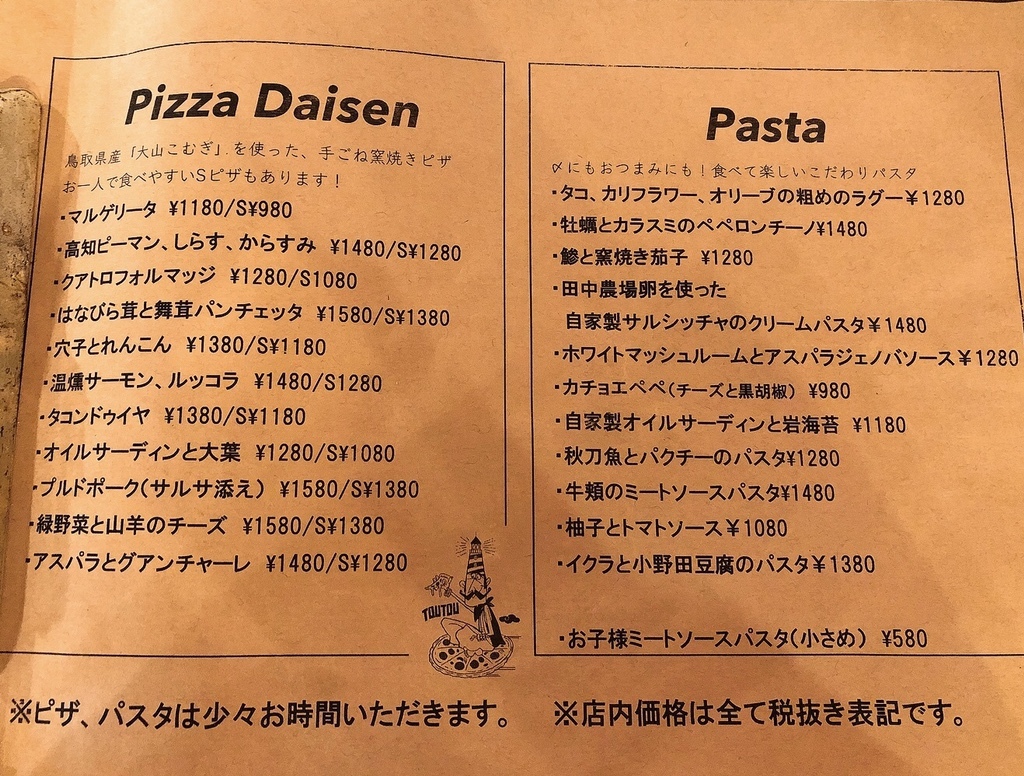 Pizza Daisen
鳥取県産「大山こむぎ」を使った、手ごね窯焼きピザ
お一人で食べやすいSピザもあります！
・マルゲリータ ¥1180/S¥980
・高知ピーマン、しらす、からすみ ¥1480/S¥1280
・クアトロフォルマッジ ¥1280/S1080
・はなびら茸と舞茸パンチェッタ ¥1580/S¥1380
・穴子とれんこん ¥1380/S¥1180
・温燻サーモン、ルッコラ ¥1480/S1280
・タコンドゥイヤ ¥1380/S¥1180
・オイルサーディンと大葉 ¥1280/S¥1080
・プルドポーク(サルサ添え) ¥1580/S¥1380
・緑野菜と山羊のチーズ ¥1580/S¥1380
・アスパラとグアンチャーレ ¥1480/S¥1280
TOUTOU
Pasta
〆にもおつまみにも！食べて楽しいこだわりパスタ
・タコ、カリフラワー、オリーブの粗めのラグー￥1280
・牡蠣とカラスミのペペロンチーノ¥1480
・鯵と窯焼き茄子 ¥1280
・田中農場卵を使った
自家製サルシッチャのクリームパスタ￥1480
・ホワイトマッシュルームとアスパラジェノバソース￥1280
・カチョエペペ(チーズと黒胡椒) ¥980
・自家製オイルサーディンと岩海苔 ¥1180
・秋刀魚とパクチーのパスタ¥1280
・牛頬のミートソースパスタ¥1480
・柚子とトマトソース￥1080
・イクラと小野田豆腐のパスタ￥1380
・お子様ミートソースパスタ(小さめ) ¥580
※ピザ、パスタは少々お時間いただきます。
※店内価格は全て税抜き表記です。